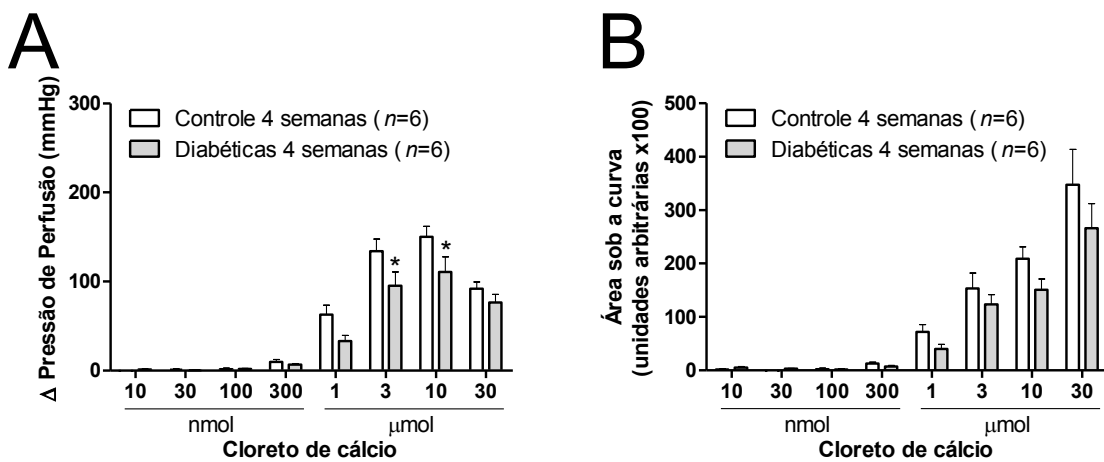 A
Δ Pressão de Perfusão (mmHg)
300
200
100
0
Controle 4 semanas ( n=6)
Diabéticas 4 semanas ( n=6)
* *
10 30 100 300 1 3 10 30
nmol μmol
Cloreto de cálcio
B
Área sob a curva
(unidades arbitrárias x100)
500
400
300
200
100
0
Controle 4 semanas ( n=6)
Diabéticas 4 semanas ( n=6)
10 30 100 300 1 3 10 30
nmol μmol
Cloreto de cálcio